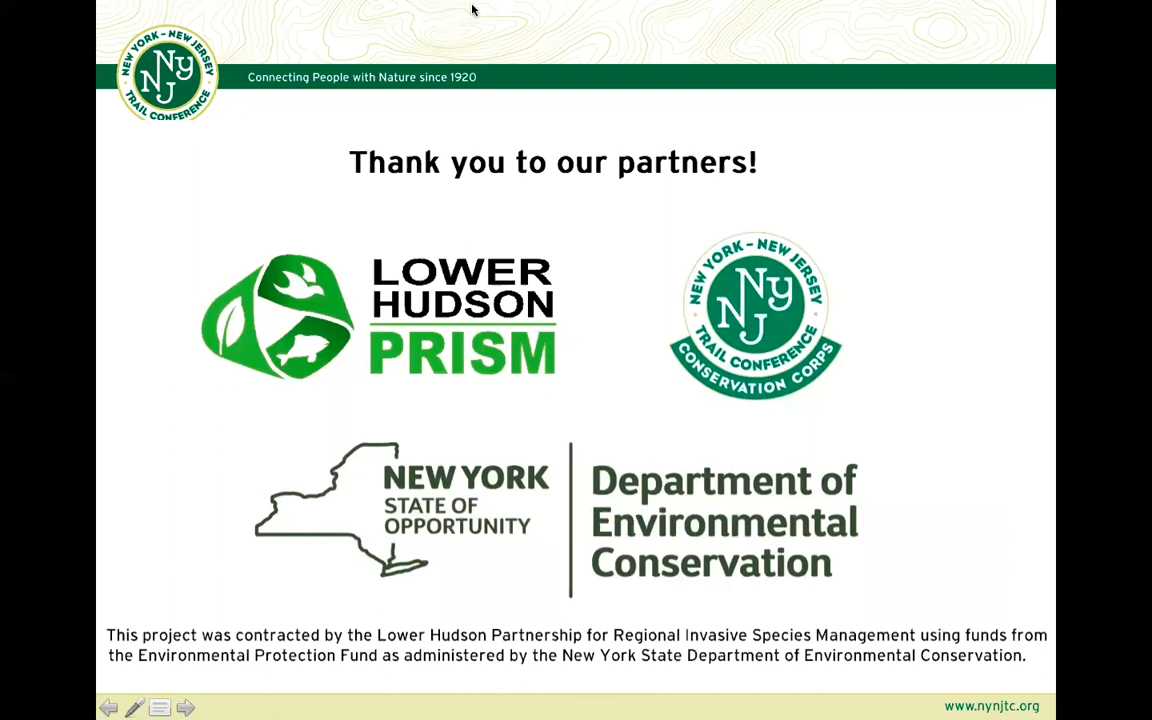 NEW YORK - NEW JERSEY
NY
NJ
TRAIL CONFERENCE
Connecting People with Nature since 1920
Thank you to our partners!
LOWER
HUDSON
PRISM
NEW YORK - NEW JERSEY
NY
NJ
TRAIL CONFERENCE
CONSERVATION CORPS
NEW YORK
STATE OF
OPPORTUNITY
Department of
Environmental
Conservation
This project was contracted by the Lower Hudson Partnership for Regional Invasive Species Management using funds from
the Environmental Protection Fund as administered by the New York State Department of Environmental Conservation.
www.nynjtc.org